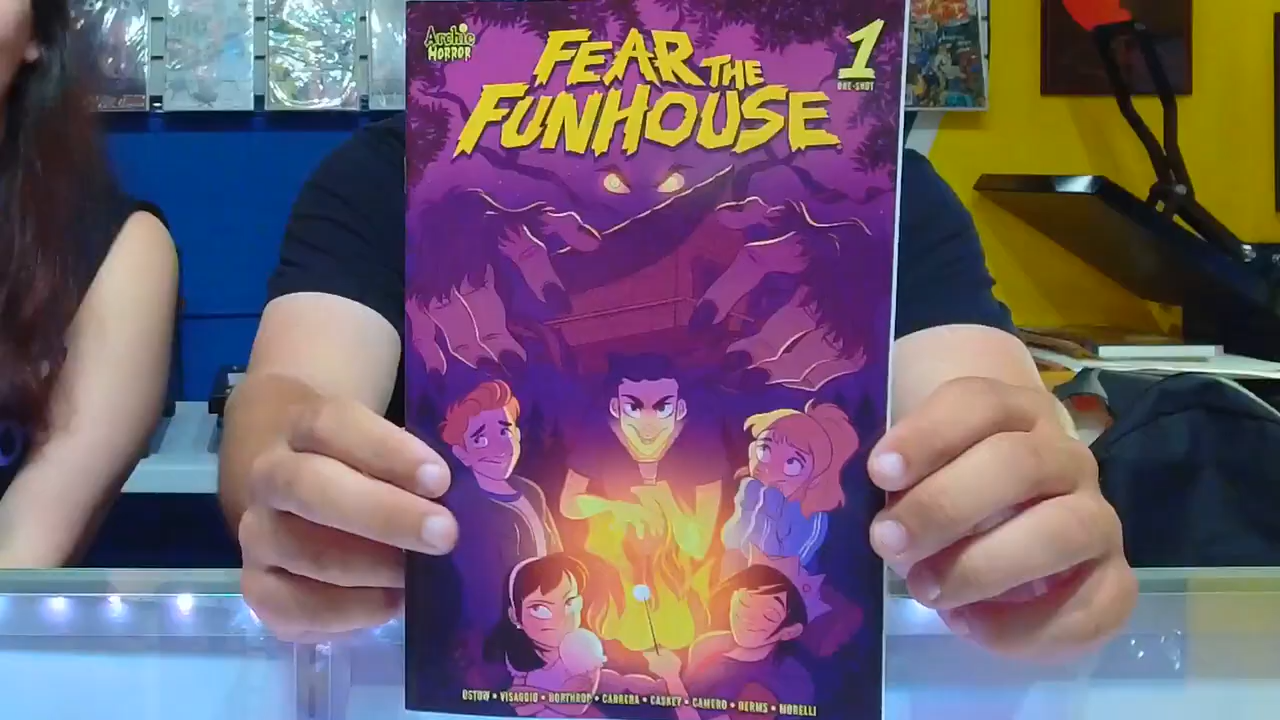 Archie
HORROR
FEAR THE
FUNHOUSE
1
ONE-SHOT
OSTOW • VISAGGIO • NORTHROP • CABRERA • CASKEY • CAMERO • DERMS • MORELLI